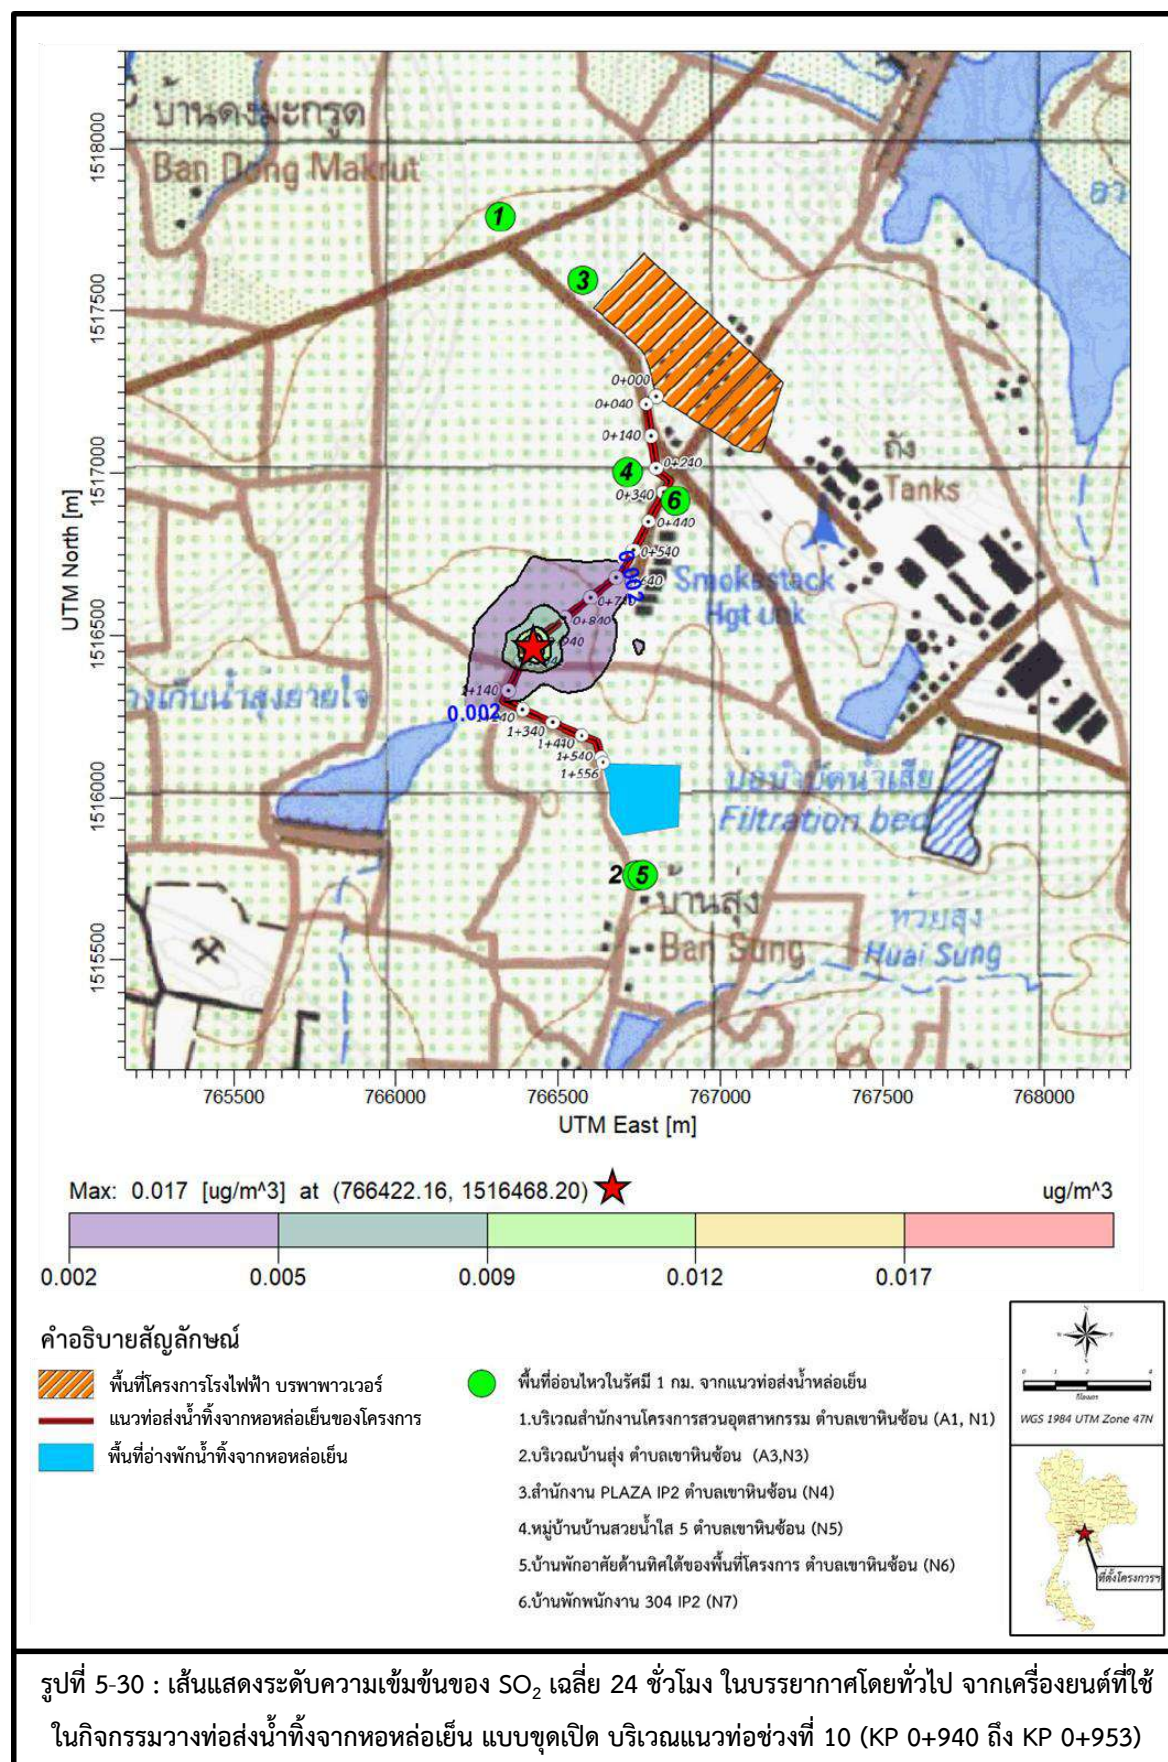 บ้านดงมะกรูด
Ban Dong Makrut
1
3
0+000
0+040
0+140
0+240
4
0+340
6
0+440
0+540
0.002
ถัง
Tanks
Smokestack
Hgt unk
0+840
1+140
0.002
1+340
1+440
1+540
1+556
บ่อบำบัดน้ำเสีย
Filtration bed
2 5
บ้านสุ่ง
Ban Sung
ห้วยสุ่ง
Huai Sung
UTM North [m]
1518000
1517500
1517000
1516500
1516000
1515500
765500 766000 766500 767000 767500 768000
UTM East [m]
Max: 0.017 [ug/m^3] at (766422.16, 1516468.20) ug/m^3
0.002 0.005 0.009 0.012 0.017
คำอธิบายสัญลักษณ์
พื้นที่โครงการโรงไฟฟ้า บรพาพาวเวอร์
แนวท่อส่งน้ำทิ้งจากหอหล่อเย็นของโครงการ
พื้นที่อ่างพักน้ำทิ้งจากหอหล่อเย็น
พื้นที่อ่อนไหวในรัศมี 1 กม. จากแนวท่อส่งน้ำหล่อเย็น
1.บริเวณสำนักงานโครงการสวนอุตสาหกรรม ตำบลเขาหินซ้อน (A1, N1)
2.บริเวณบ้านสุ่ง ตำบลเขาหินซ้อน (A3,N3)
3.สำนักงาน PLAZA IP2 ตำบลเขาหินซ้อน (N4)
4.หมู่บ้านบ้านสวยน้ำใส 5 ตำบลเขาหินซ้อน (N5)
5.บ้านพักอาศัยด้านทิศใต้ของพื้นที่โครงการ ตำบลเขาหินซ้อน (N6)
6.บ้านพักพนักงาน 304 IP2 (N7)
N
0 1 2 4
กิโลเมตร
WGS 1984 UTM Zone 47N
ที่ตั้งโครงการฯ
รูปที่ 5-30 : เส้นแสดงระดับความเข้มข้นของ SO2 เฉลี่ย 24 ชั่วโมง ในบรรยากาศโดยทั่วไป จากเครื่องยนต์ที่ใช้
ในกิจกรรมวางท่อส่งน้ำทิ้งจากหอหล่อเย็น แบบขุดเปิด บริเวณแนวท่อช่วงที่ 10 (KP 0+940 ถึง KP 0+953)